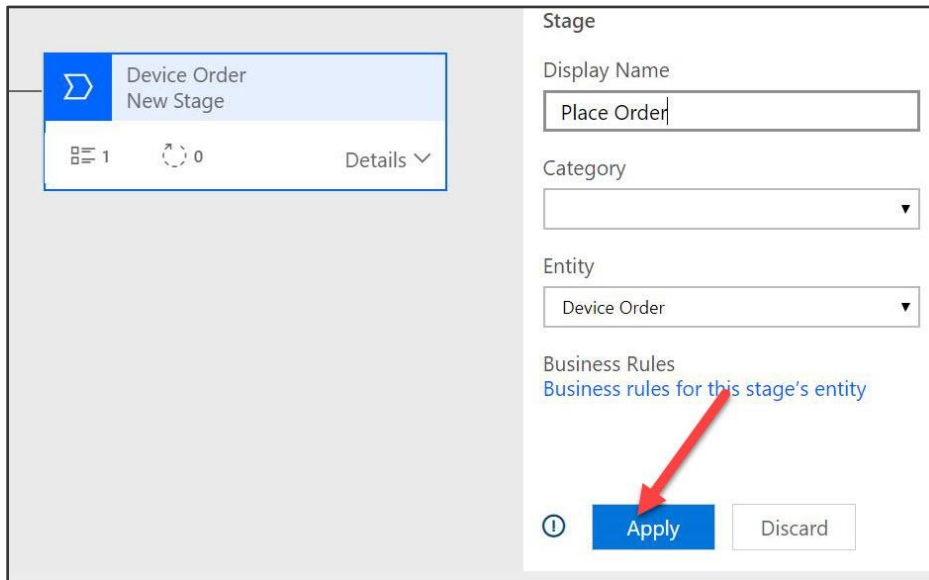 Device Order
New Stage
1
0
Details
Stage
Display Name
Place Order
Category
Entity
Device Order
Business Rules
Business rules for this stage's entity
Apply
Discard